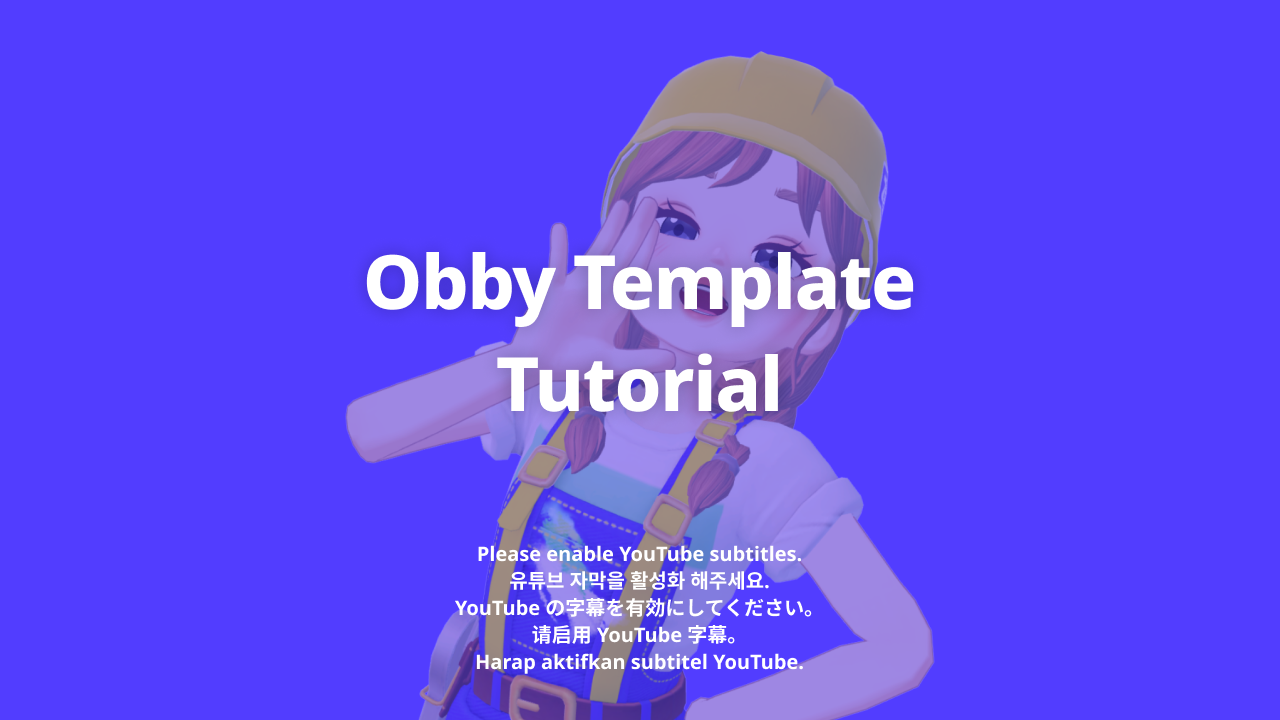 Obby Template
Tutorial
Please enable YouTube subtitles.
유튜브 자막을 활성화 해주세요.
YouTube の字幕を有効にしてください。
请启用 YouTube 字幕。
Harap aktifkan subtitel YouTube.